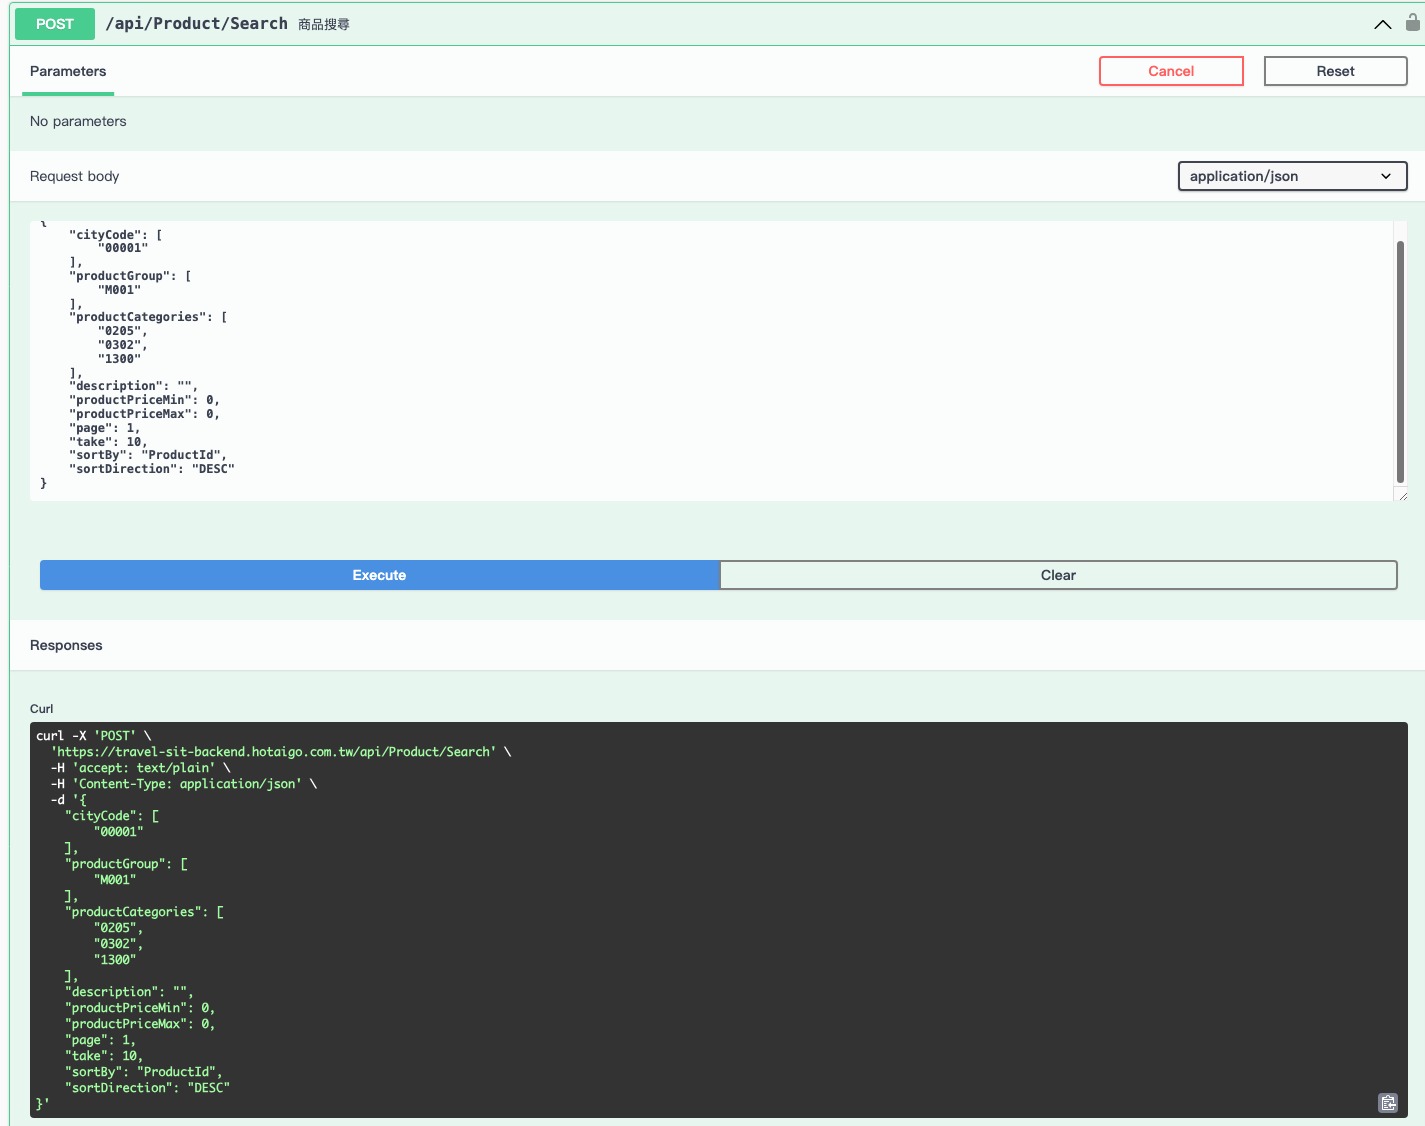 POST /api/Product/Search 商品搜尋
Parameters
Cancel
Reset
No parameters
Request body
application/json
{
"cityCode": [
"00001"
],
"productGroup": [
"M001"
],
"productCategories": [
"0205",
"0302",
"1300"
],
"description": "",
"productPriceMin": 0,
"productPriceMax": 0,
"page": 1,
"take": 10,
"sortBy": "ProductId",
"sortDirection": "DESC"
}
Execute
Clear
Responses
Curl
curl -X 'POST' \
'https://travel-sit-backend.hotaigo.com.tw/api/Product/Search' \
-H 'accept: text/plain' \
-H 'Content-Type: application/json' \
-d '{
"cityCode": [
"00001"
],
"productGroup": [
"M001"
],
"productCategories": [
"0205",
"0302",
"1300"
],
"description": "",
"productPriceMin": 0,
"productPriceMax": 0,
"page": 1,
"take": 10,
"sortBy": "ProductId",
"sortDirection": "DESC"
}'